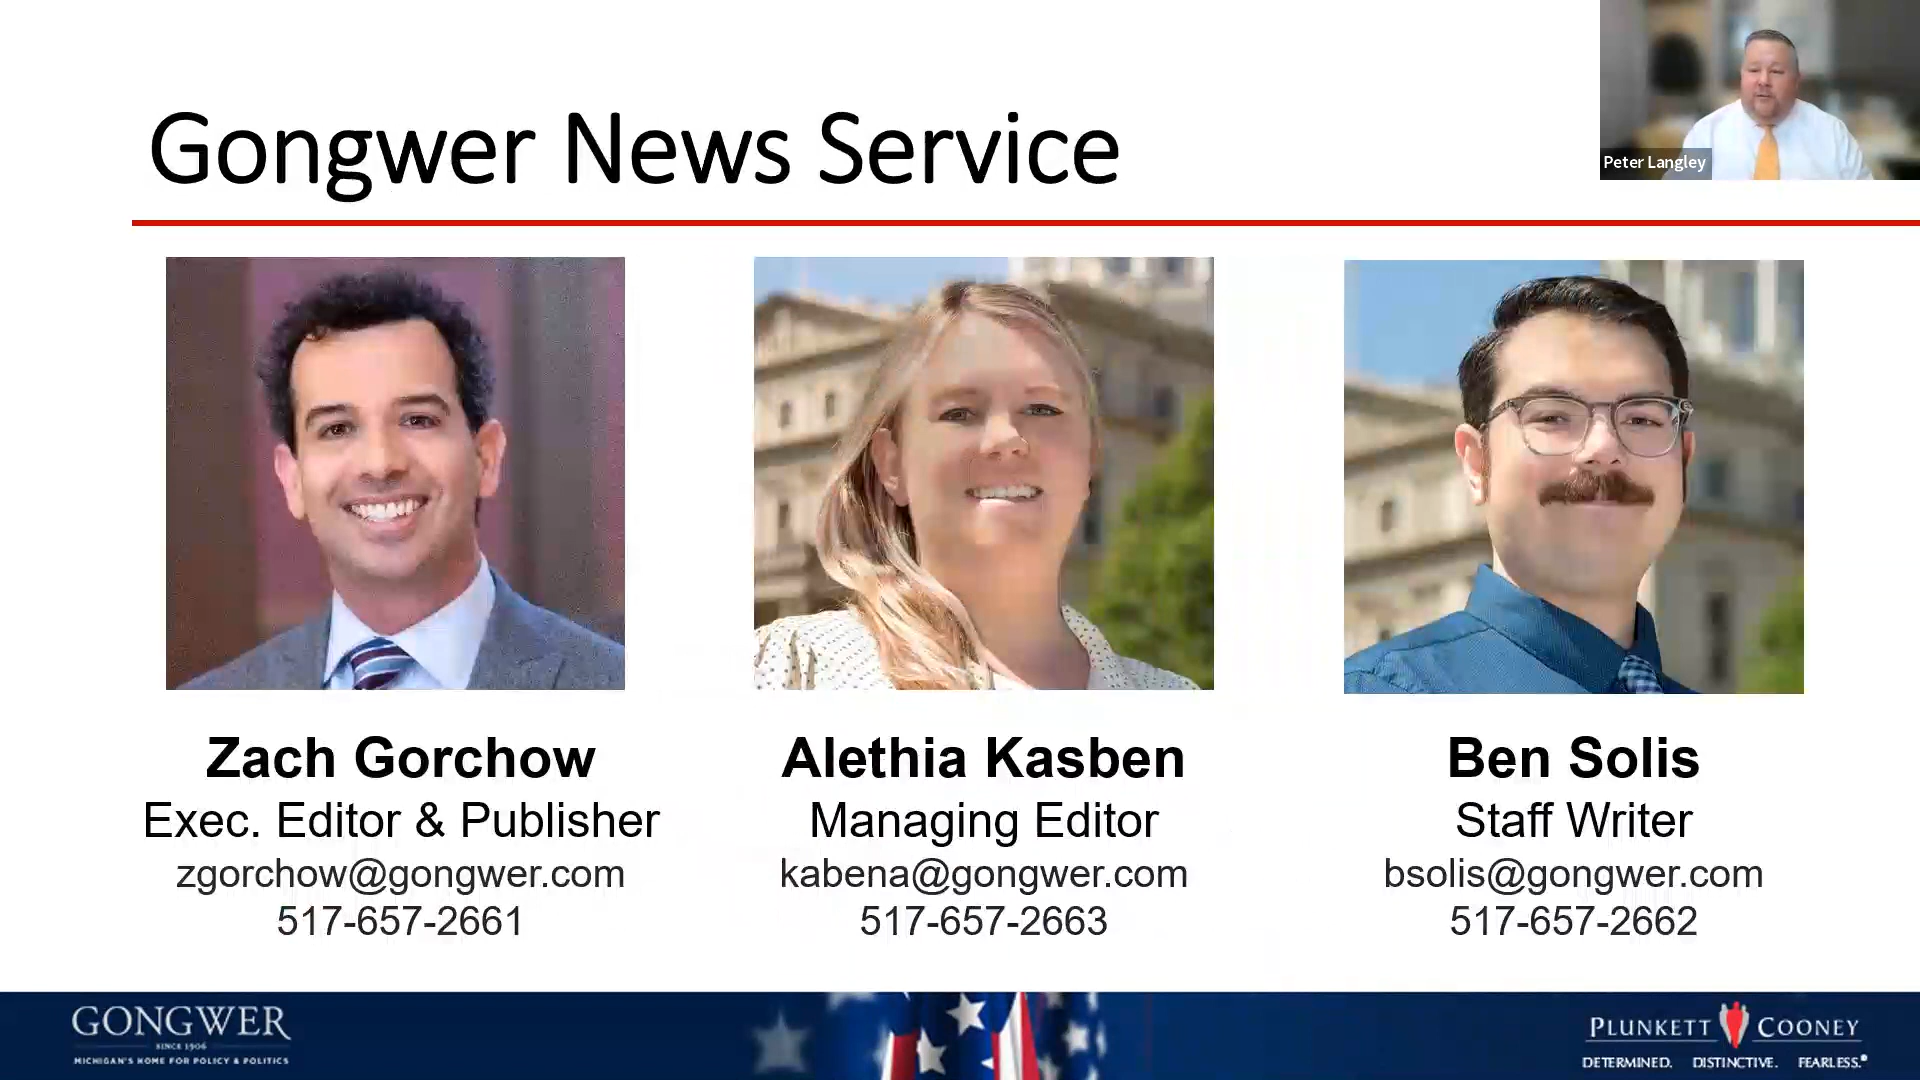 Gongwer News Service
Peter Langley
Zach Gorchow
Exec. Editor & Publisher
zgorchow@gongwer.com
517-657-2661
Alethia Kasben
Managing Editor
kabena@gongwer.com
517-657-2663
Ben Solis
Staff Writer
bsolis@gongwer.com
517-657-2662
GONGWER
SINCE 1906
MICHIGAN'S HOME FOR POLICY & POLITICS
PLUNKETT COONEY
DETERMINED. DISTINCTIVE. FEARLESS.®